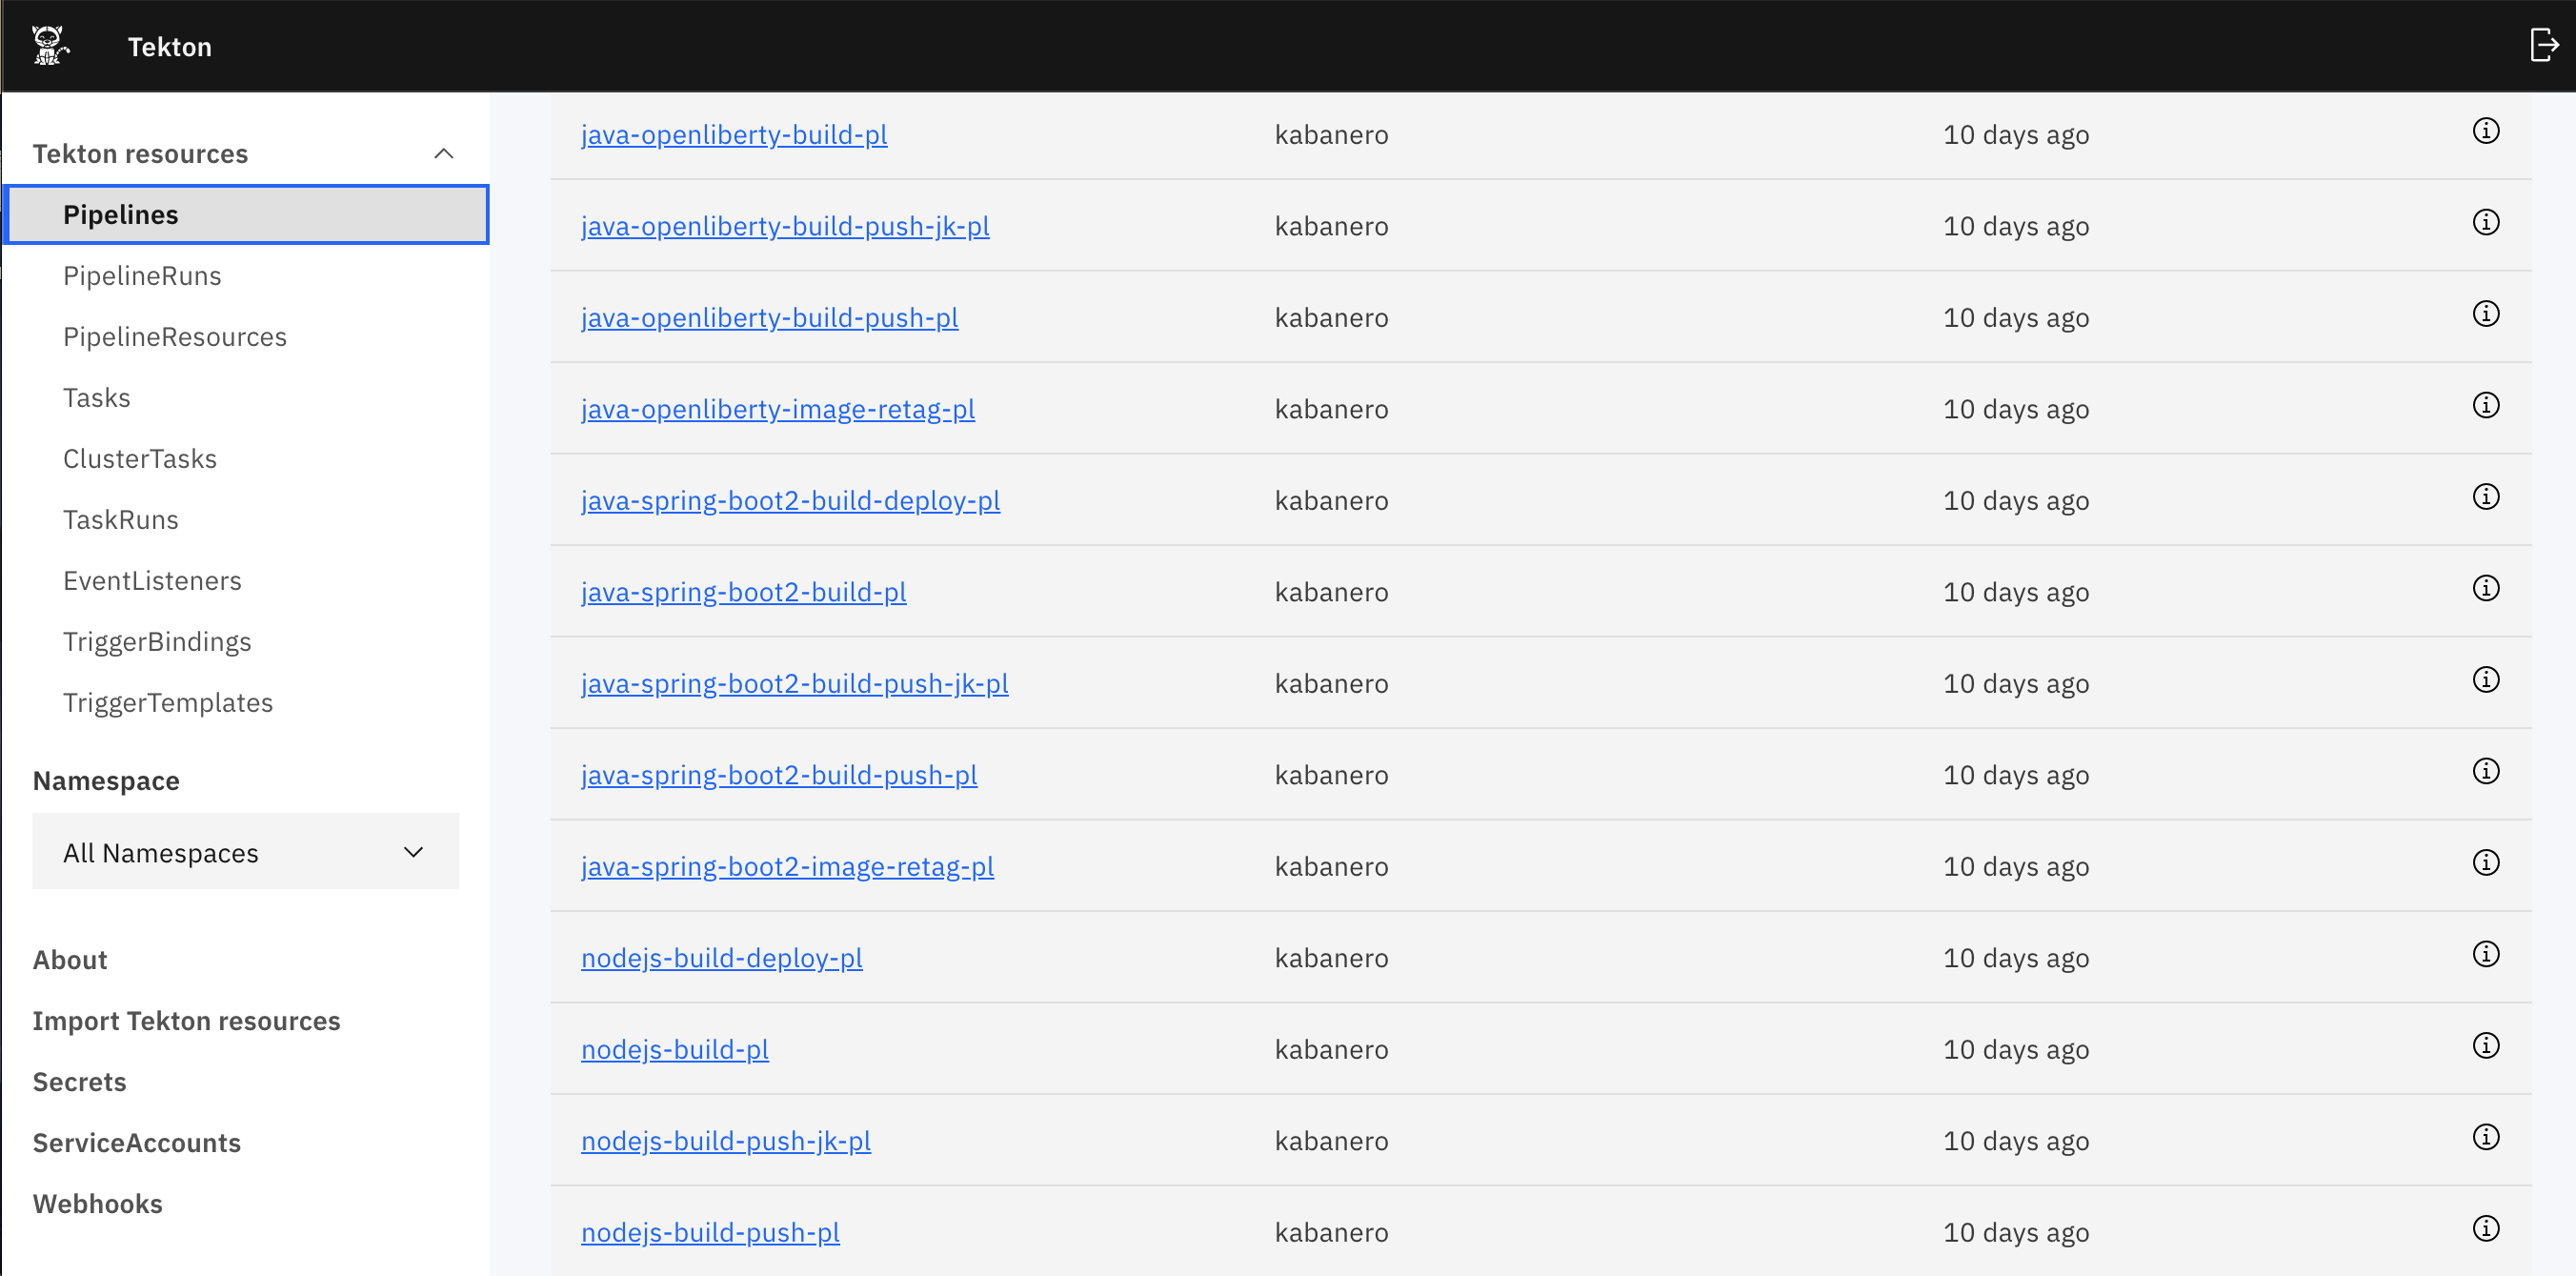 Tekton
Tekton resources
Pipelines
PipelineRuns
PipelineResources
Tasks
ClusterTasks
TaskRuns
EventListeners
TriggerBindings
TriggerTemplates
Namespace
All Namespaces
About
Import Tekton resources
Secrets
ServiceAccounts
Webhooks
java-openliberty-build-pl kabanero 10 days ago
java-openliberty-build-push-jk-pl kabanero 10 days ago
java-openliberty-build-push-pl kabanero 10 days ago
java-openliberty-image-retag-pl kabanero 10 days ago
java-spring-boot2-build-deploy-pl kabanero 10 days ago
java-spring-boot2-build-pl kabanero 10 days ago
java-spring-boot2-build-push-jk-pl kabanero 10 days ago
java-spring-boot2-build-push-pl kabanero 10 days ago
java-spring-boot2-image-retag-pl kabanero 10 days ago
nodejs-build-deploy-pl kabanero 10 days ago
nodejs-build-pl kabanero 10 days ago
nodejs-build-push-jk-pl kabanero 10 days ago
nodejs-build-push-pl kabanero 10 days ago